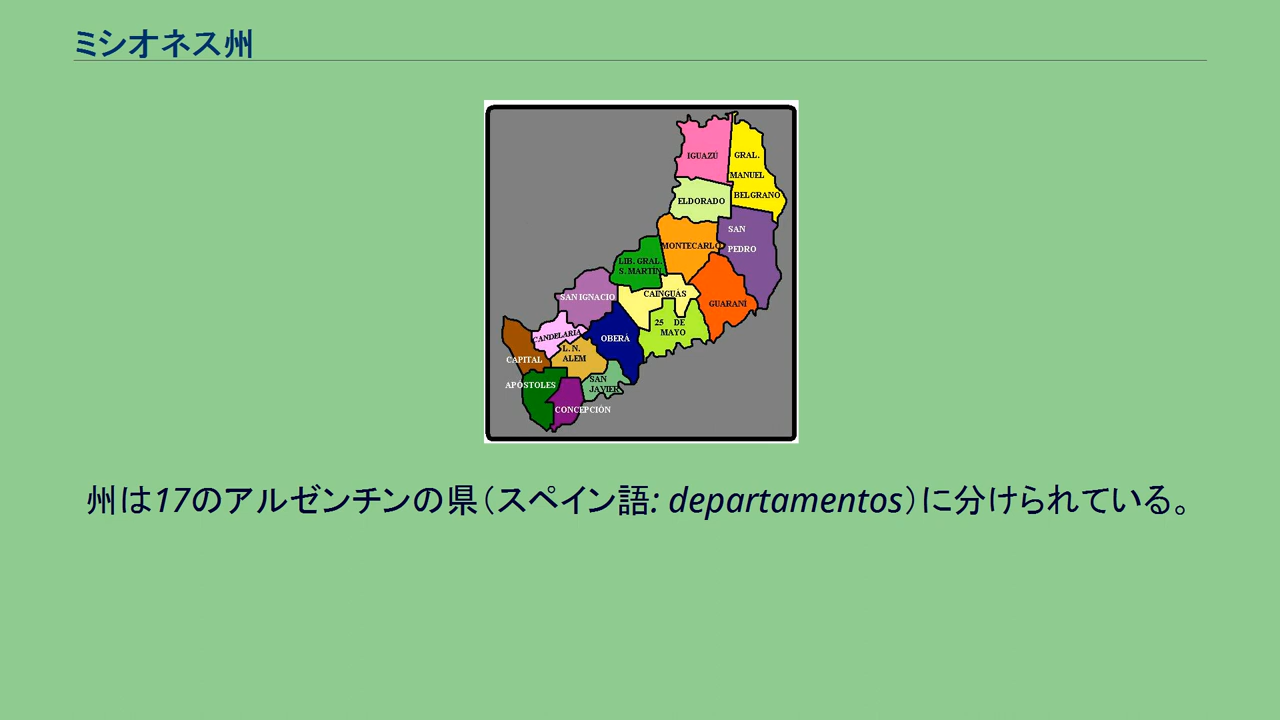 ミシオネス州
IGUAZÚ
GRAL.
MANUEL
BELGRANO
ELDORADO
SAN
PEDRO
MONTECARLO
LIB. GRAL.
S. MARTIN
CAINGUÁS
SAN IGNACIO
GUARANÍ
25 DE
MAYO
CANDELARIA
OBERÁ
L. N.
ALEM
CAPITAL
SAN
JAVIER
APÓSTOLES
CONCEPCIÓN
州は17のアルゼンチンの県（スペイン語: departamentos）に分けられている。